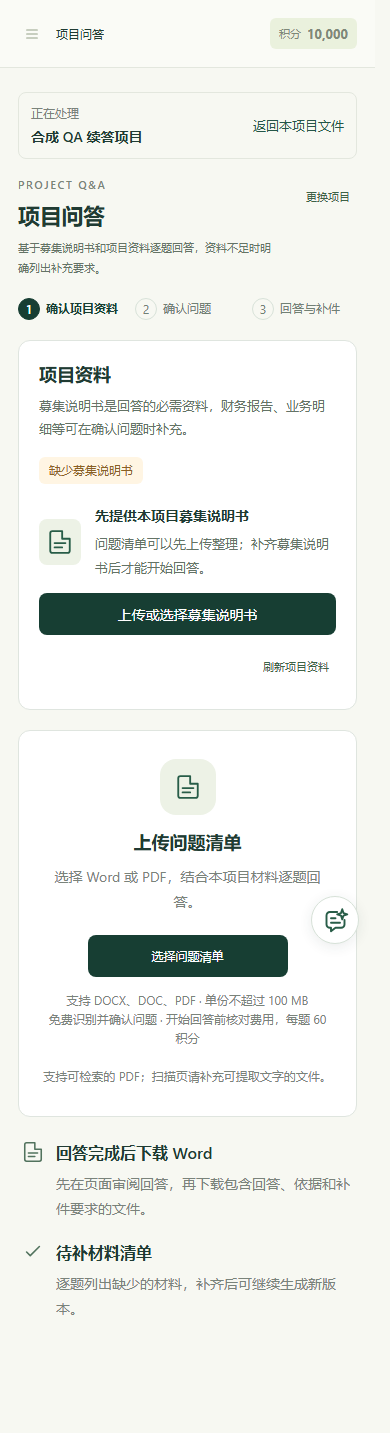 项目问答
积分 10,000
正在处理
合成 QA 续答项目
返回本项目文件
PROJECT Q&A
项目问答
更换项目
基于募集说明书和项目资料逐题回答，资料不足时明
确列出补充要求。
1 确认项目资料
2 确认问题
3 回答与补件
项目资料
募集说明书是回答的必需资料，财务报告、业务明
细等可在确认问题时补充。
缺少募集说明书
先提供本项目募集说明书
问题清单可以先上传整理；补齐募集说明
书后才能开始回答。
上传或选择募集说明书
刷新项目资料
上传问题清单
选择 Word 或 PDF，结合本项目材料逐题回
答。
选择问题清单
支持 DOCX、DOC、PDF · 单份不超过 100 MB
免费识别并确认问题 · 开始回答前核对费用，每题 60
积分
支持可检索的 PDF；扫描页请补充可提取文字的文件。
回答完成后下载 Word
先在页面审阅回答，再下载包含回答、依据和补
件要求的文件。
待补材料清单
逐题列出缺少的材料，补齐后可继续生成新版
本。